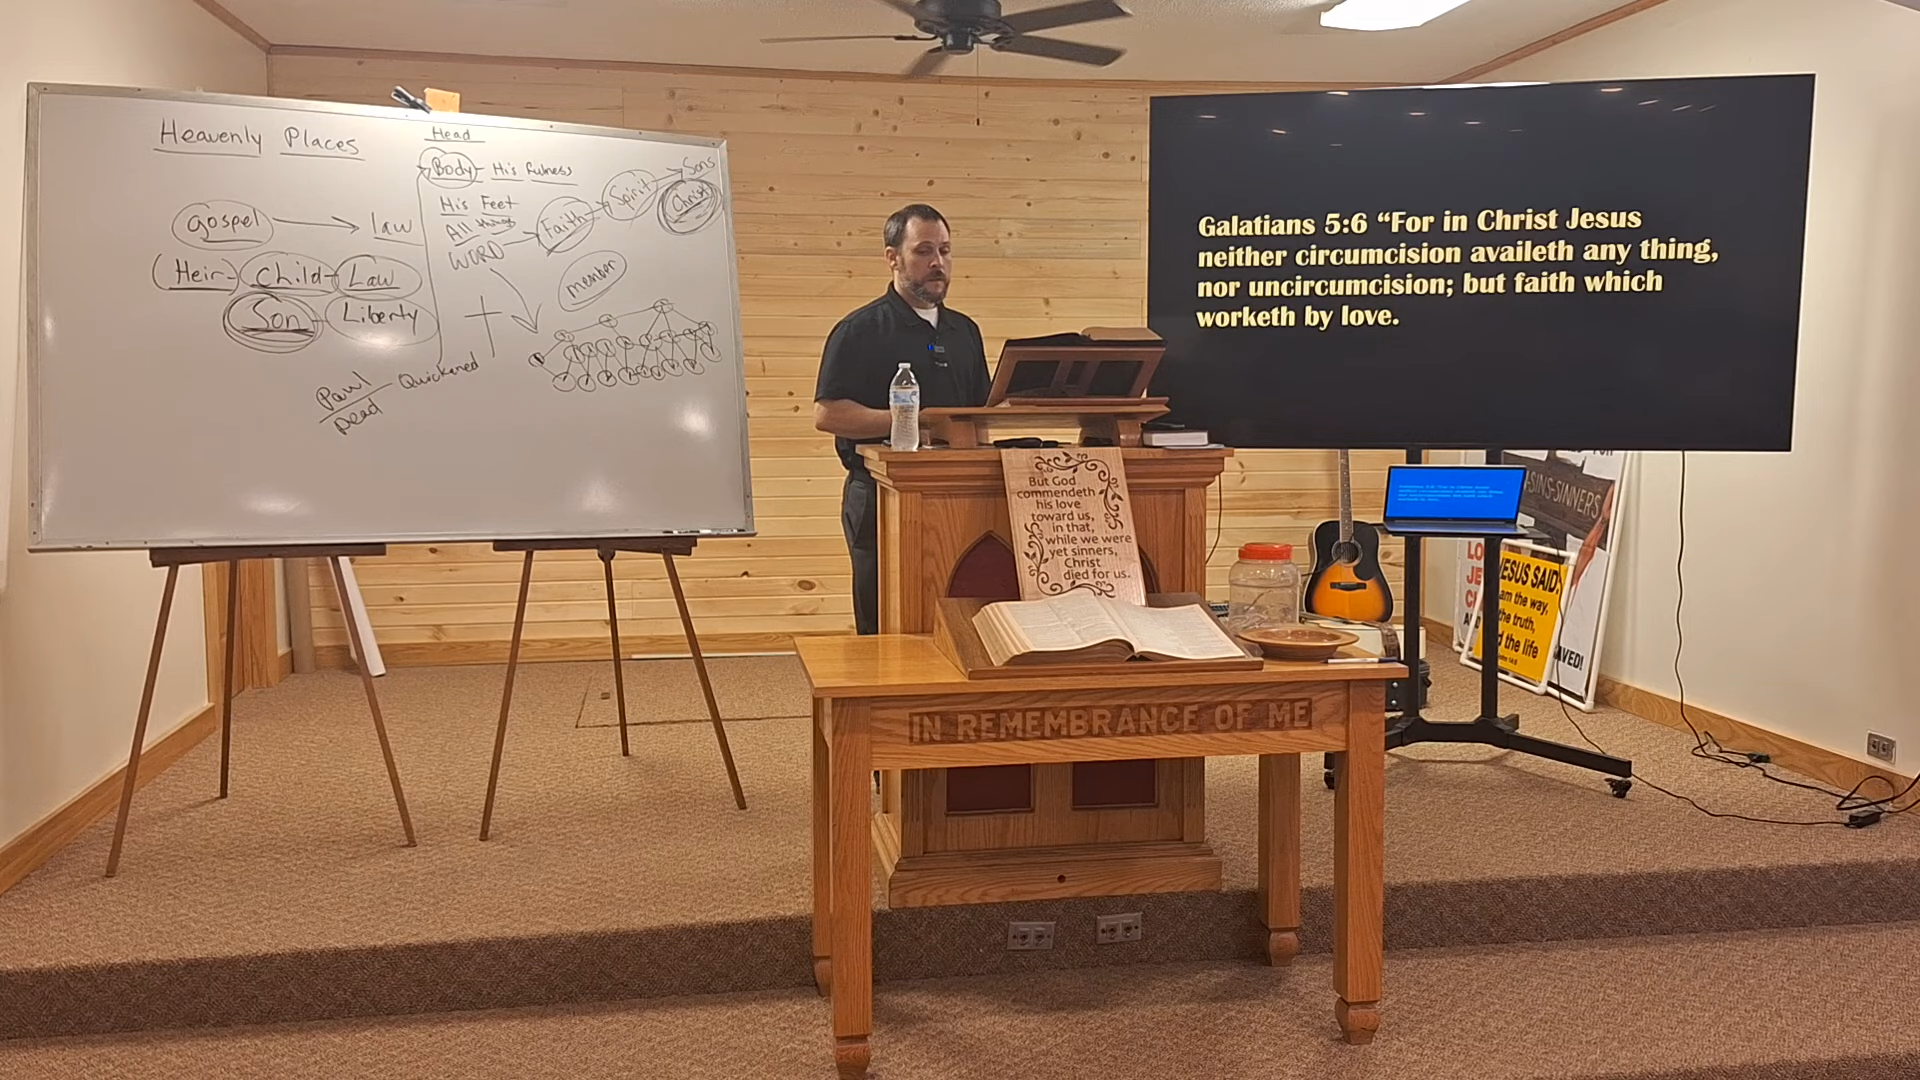 Heavenly Places
Head
Body - His fulness
His Feet
All things
WORD
Faith
Spirit
Sons
Christ
gospel
law
(Heir - Child - Law
Son - Liberty
member
Paul
Dead
Quickened
Galatians 5:6 “For in Christ Jesus
neither circumcision availeth any thing,
nor uncircumcision; but faith which
worketh by love.
But God
commendeth
his love
toward us,
in that,
while we were
yet sinners,
Christ
died for us.
IN REMEMBRANCE OF ME
-SINS-SINNERS
JESUS SAID:
am the way,
the truth,
d the life